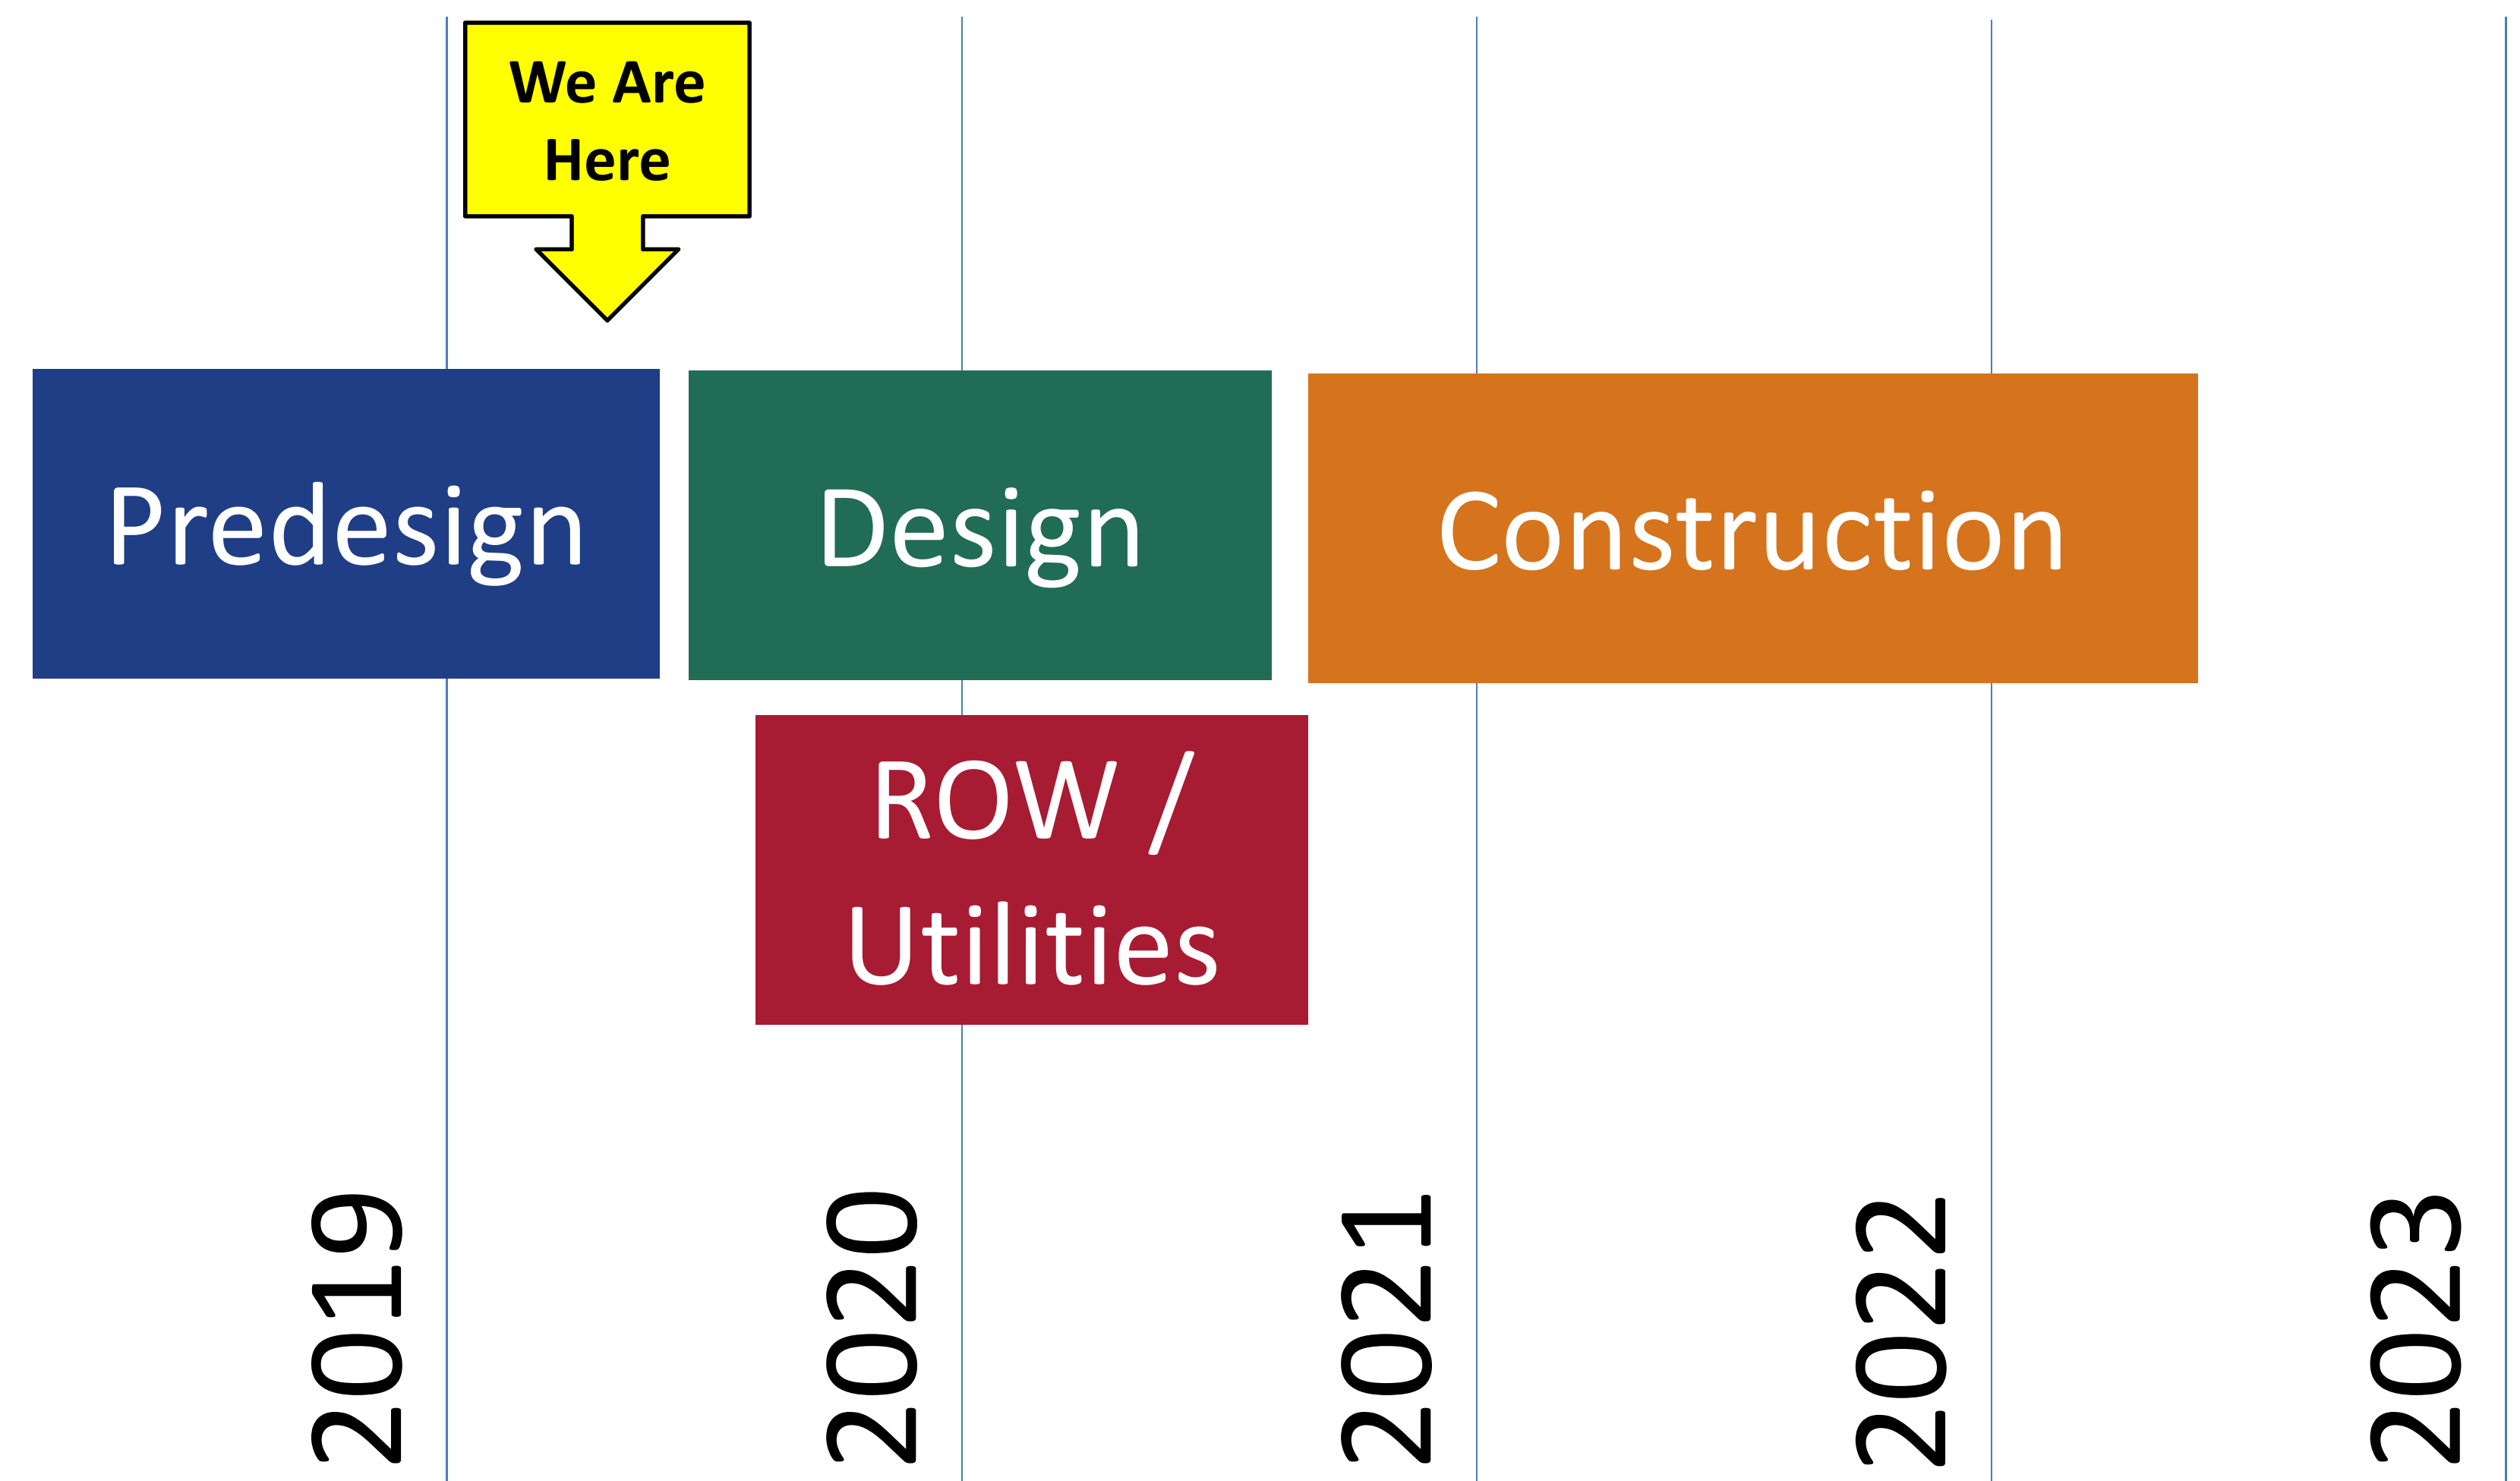 We Are
Here
Predesign
Design
Construction
ROW /
Utilities
2019
2020
2021
2022
2023